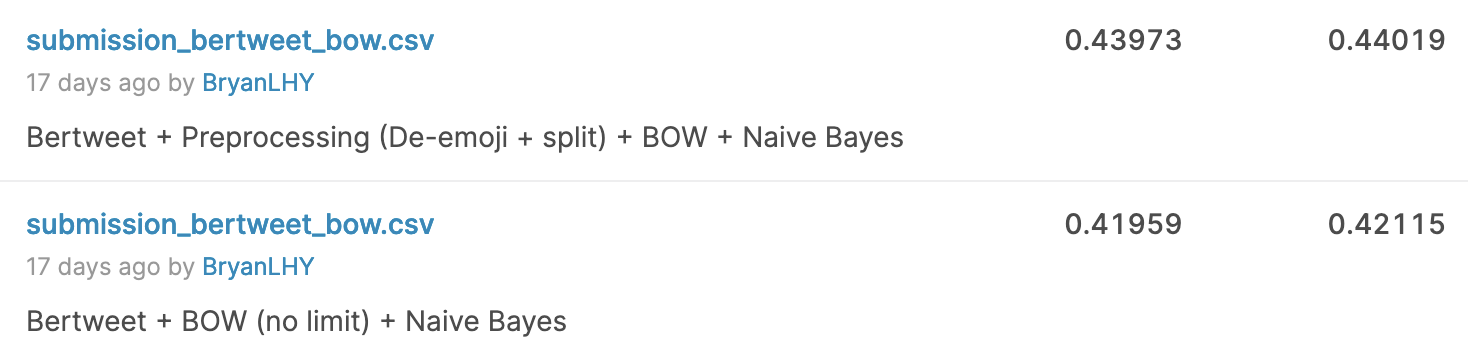 submission_bertweet_bow.csv 0.43973 0.44019
17 days ago by BryanLHY
Bertweet + Preprocessing (De-emoji + split) + BOW + Naive Bayes
submission_bertweet_bow.csv 0.41959 0.42115
17 days ago by BryanLHY
Bertweet + BOW (no limit) + Naive Bayes